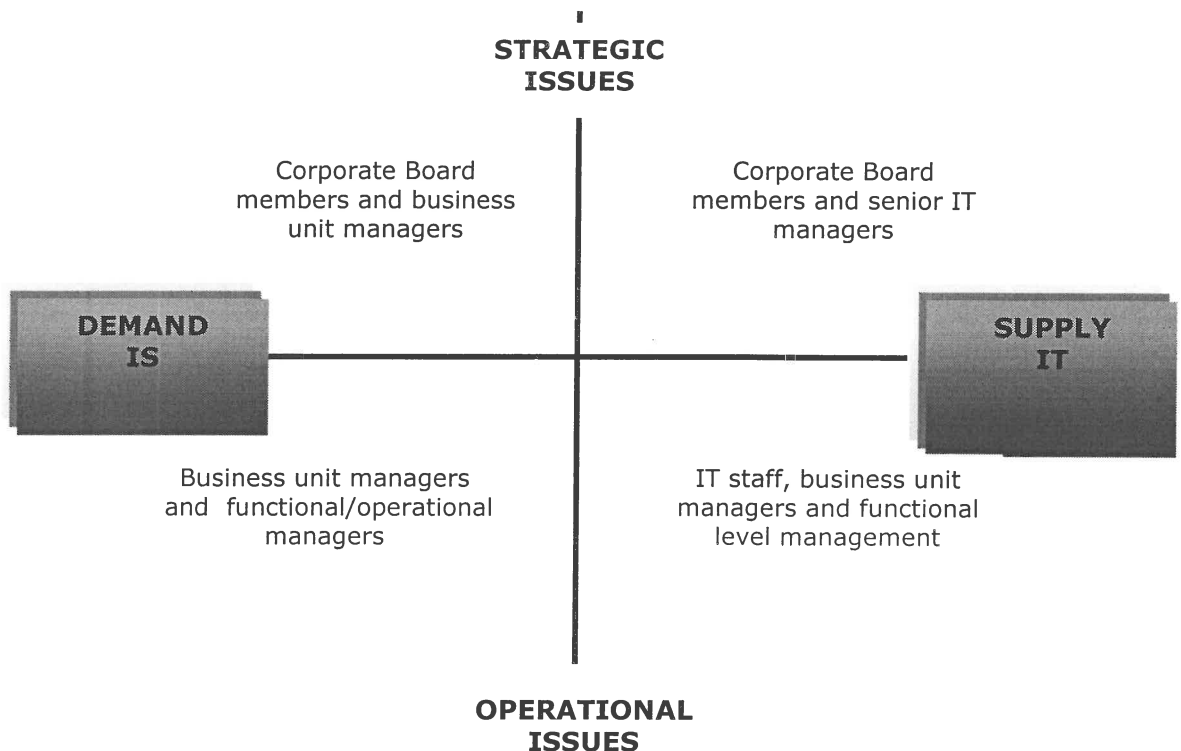 STRATEGIC
ISSUES
Corporate Board
members and business
unit managers
Corporate Board
members and senior IT
managers
DEMAND
IS
SUPPLY
IT
Business unit managers
and functional/operational
managers
IT staff, business unit
managers and functional
level management
OPERATIONAL
ISSUES